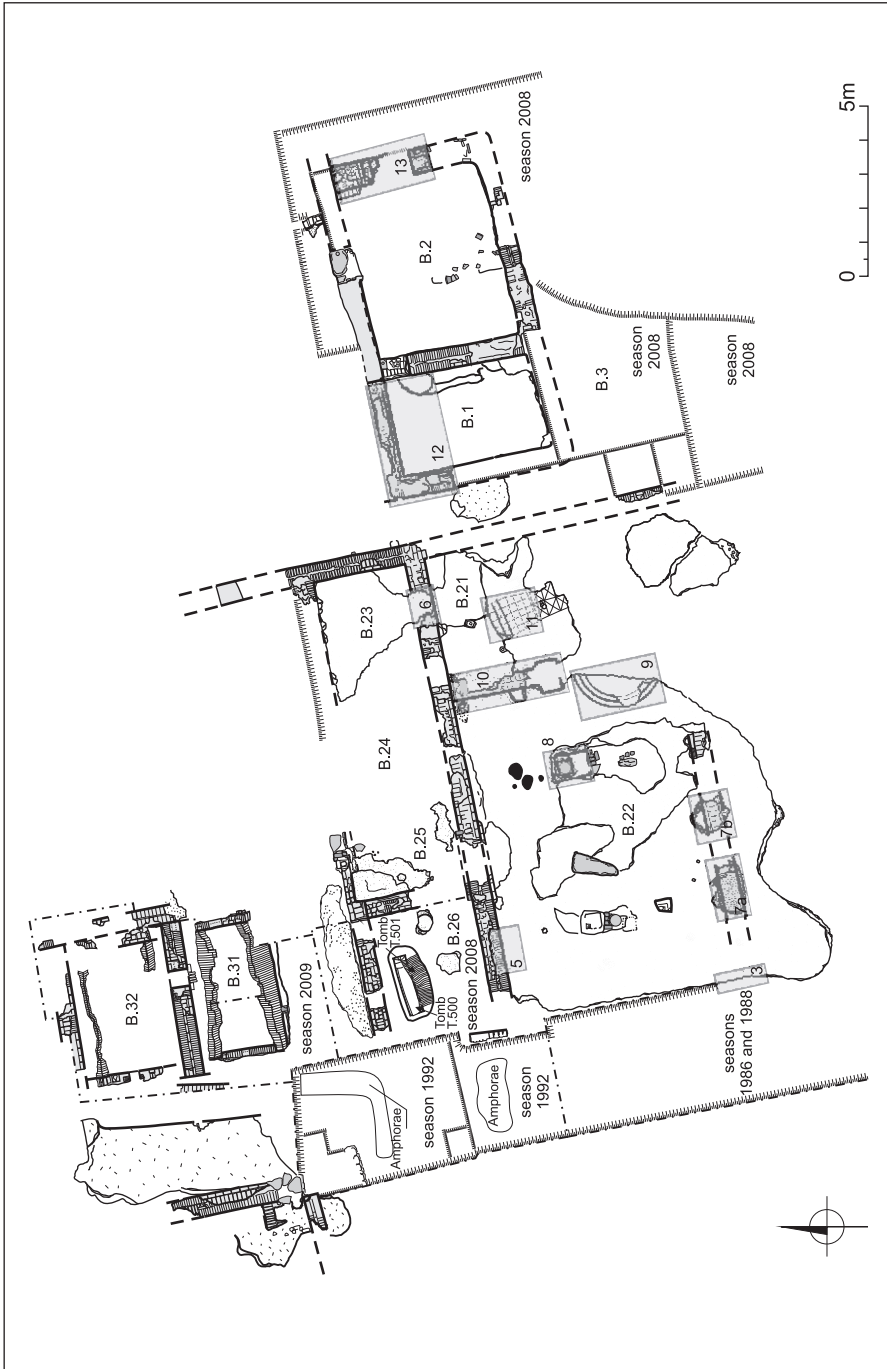 B.32
B.31
season 2009
Tomb
T.501
Tomb
T.500
B.26
season 2008
B.25
B.24
B.23
6
B.21
11
10
9
8
B.22
7b
7a
5
3
Amphorae
season 1992
Amphorae
season
1992
seasons
1986 and 1988
12
B.1
B.2
13
season 2008
B.3
season
2008
season
2008
0
5m